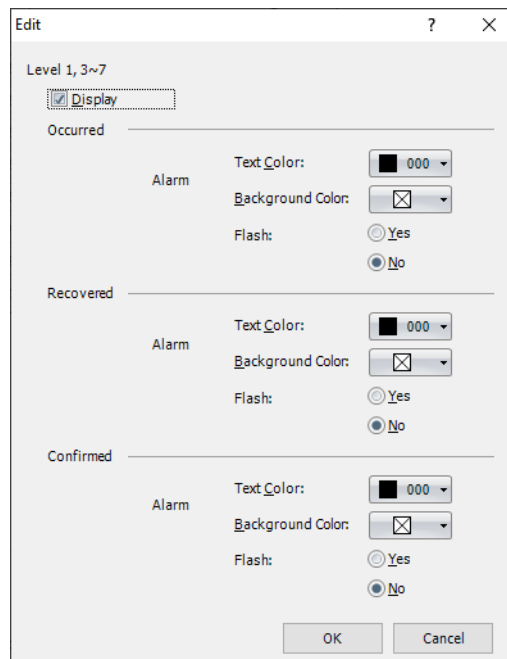 Edit
?
Level 1, 3~7
Display
Occurred
Alarm
Text Color: 000
Background Color:
Flash: Yes
No
Recovered
Alarm
Text Color: 000
Background Color:
Flash: Yes
No
Confirmed
Alarm
Text Color: 000
Background Color:
Flash: Yes
No
OK Cancel